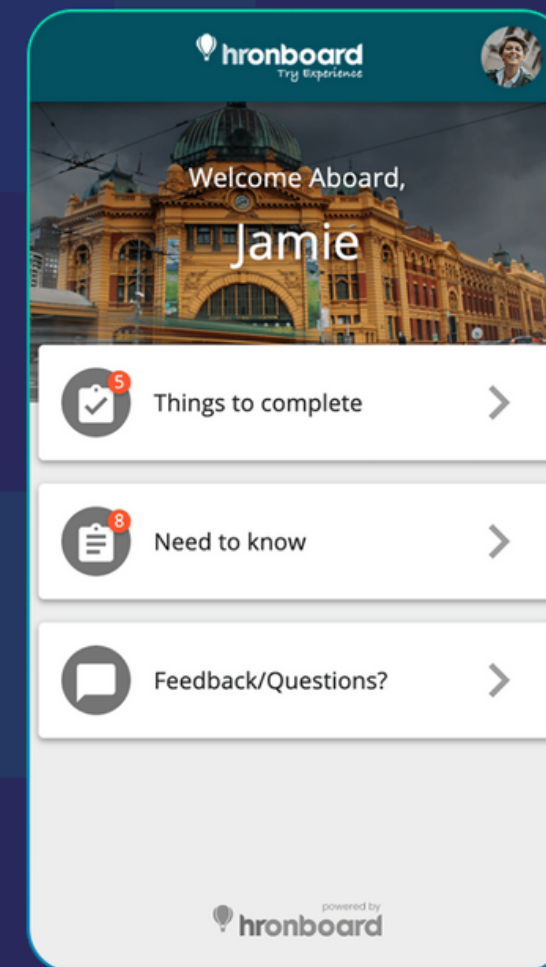 hronboard
Try Experience
Welcome Aboard,
Jamie
5
Things to complete
8
Need to know
Feedback/Questions?
powered by
hronboard